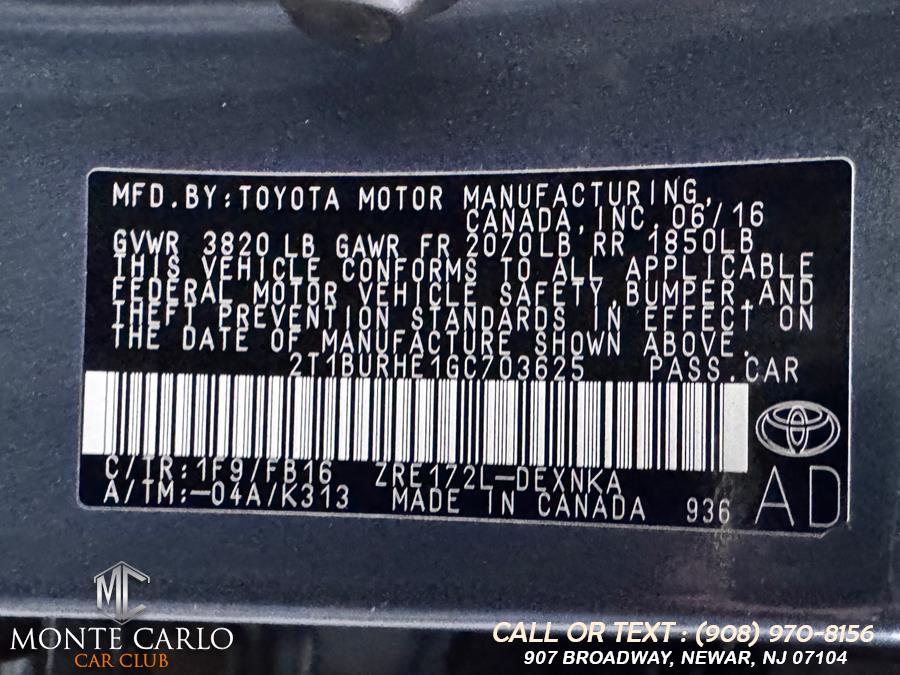 MFD.BY:TOYOTA MOTOR MANUFACTURING,
CANADA,INC. 06/16
GVWR 3820 LB GAWR FR 2070LB RR 1850LB
THIS VEHICLE CONFORMS TO ALL APPLICABLE
FEDERAL MOTOR VEHICLE SAFETY,BUMPER,AND
THEFT PREVENTION STANDARDS IN EFFECT ON
THE DATE OF MANUFACTURE SHOWN ABOVE.
2T1BURHE1GC703625 PASS.CAR
C/TR:1F9/FB16 ZRE172L-DEXNKA
A/TM:-04A/K313 MADE IN CANADA 936 AD
MC
MONTE CARLO
CAR CLUB
CALL OR TEXT : (908) 970-8156
907 BROADWAY, NEWAR, NJ 07104